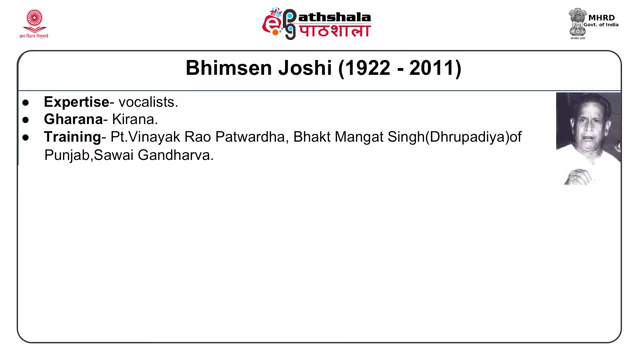 Pathshala
पाठशाला
MHRD
Govt. of India
Bhimsen Joshi (1922 - 2011)
● Expertise- vocalists.
● Gharana- Kirana.
● Training- Pt.Vinayak Rao Patwardha, Bhakt Mangat Singh(Dhrupadiya)of
Punjab,Sawai Gandharva.